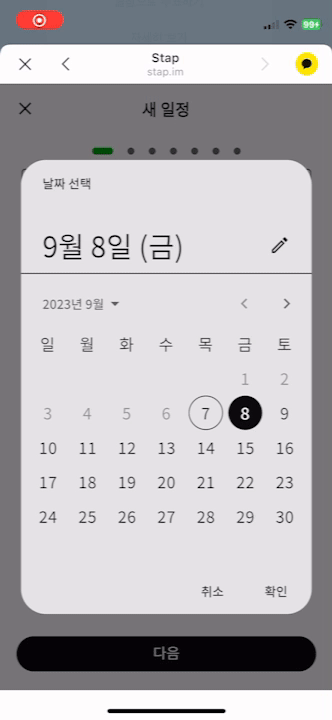 99+
Stap
stap.im
새 일정
날짜 선택
9월 8일 (금)
2023년 9월
일 월 화 수 목 금 토
1 2
3 4 5 6 7 8 9
10 11 12 13 14 15 16
17 18 19 20 21 22 23
24 25 26 27 28 29 30
취소 확인
다음